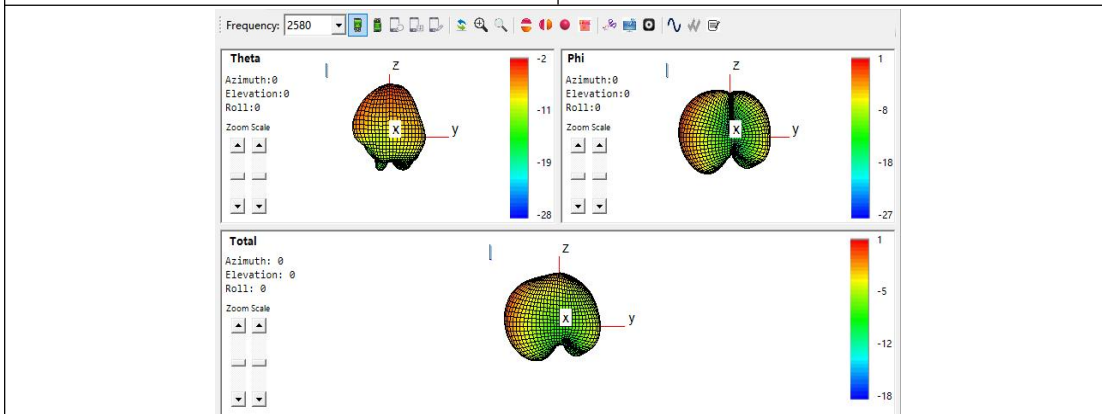 Frequency: 2580
Theta
Azimuth:0
Elevation:0
Roll:0
Zoom Scale
z
x
y
-2
-11
-19
-28
Phi
Azimuth:0
Elevation:0
Roll:0
Zoom Scale
z
x
y
1
-8
-18
-27
Total
Azimuth: 0
Elevation: 0
Roll: 0
Zoom Scale
z
x
y
1
-5
-12
-18